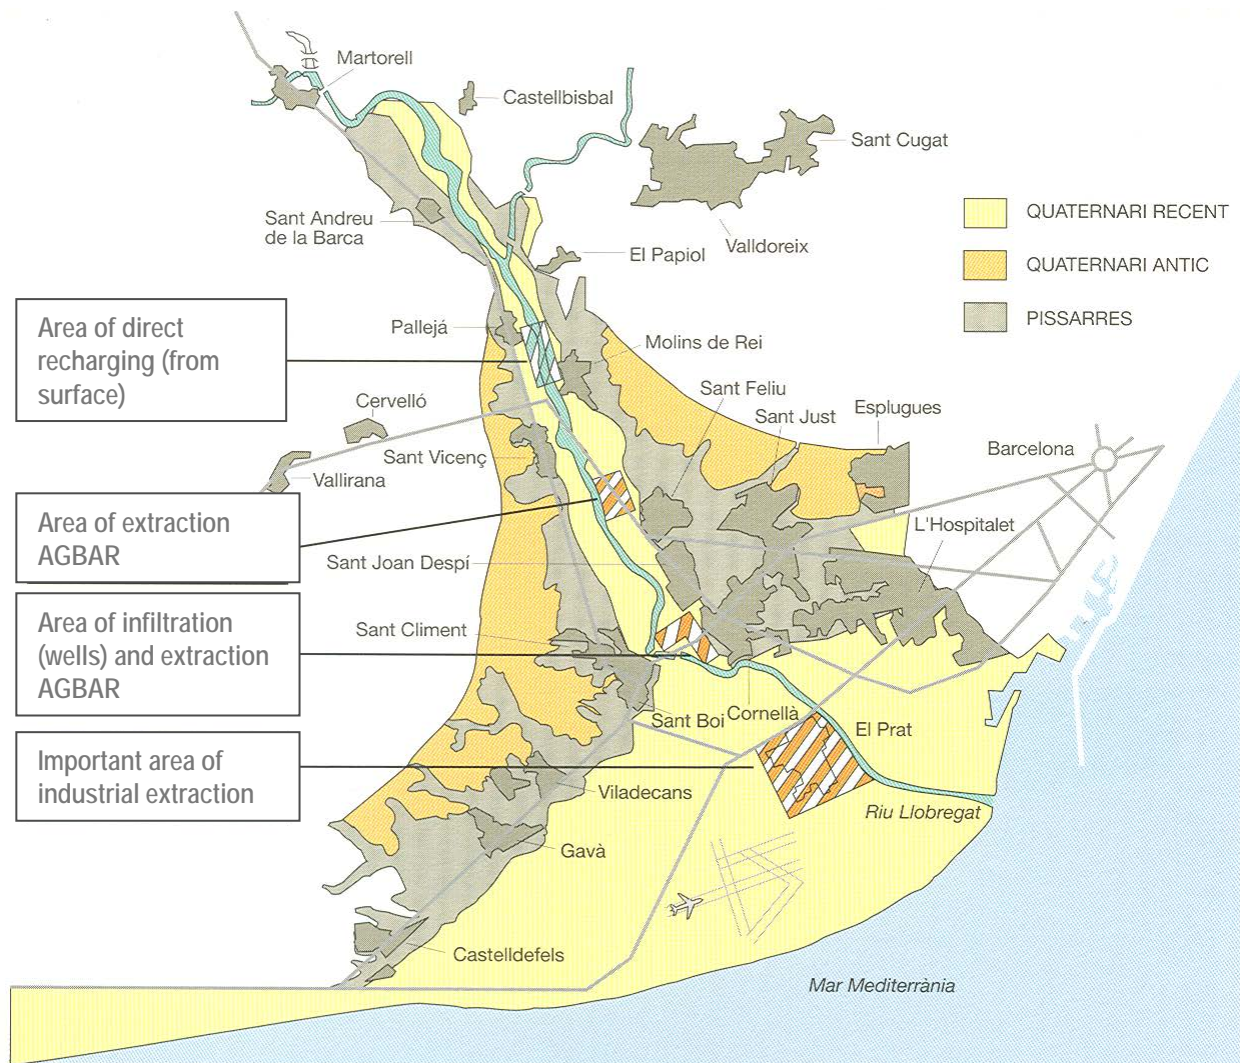 Martorell
Castellbisbal
Sant Cugat
Sant Andreu
de la Barca
Valldoreix
El Papiol
QUATERNARI RECENT
QUATERNARI ANTIC
PISSARRES
Area of direct
recharging (from
surface)
Pallejá
Molins de Rei
Sant Feliu
Cervelló
Sant Just
Esplugues
Barcelona
Sant Vicenç
Vallirana
Area of extraction
AGBAR
L'Hospitalet
Sant Joan Despí
Area of infiltration
(wells) and extraction
AGBAR
Sant Climent
Sant Boi
Cornellà
El Prat
Important area of
industrial extraction
Viladecans
Riu Llobregat
Gavà
Castelldefels
Mar Mediterrània